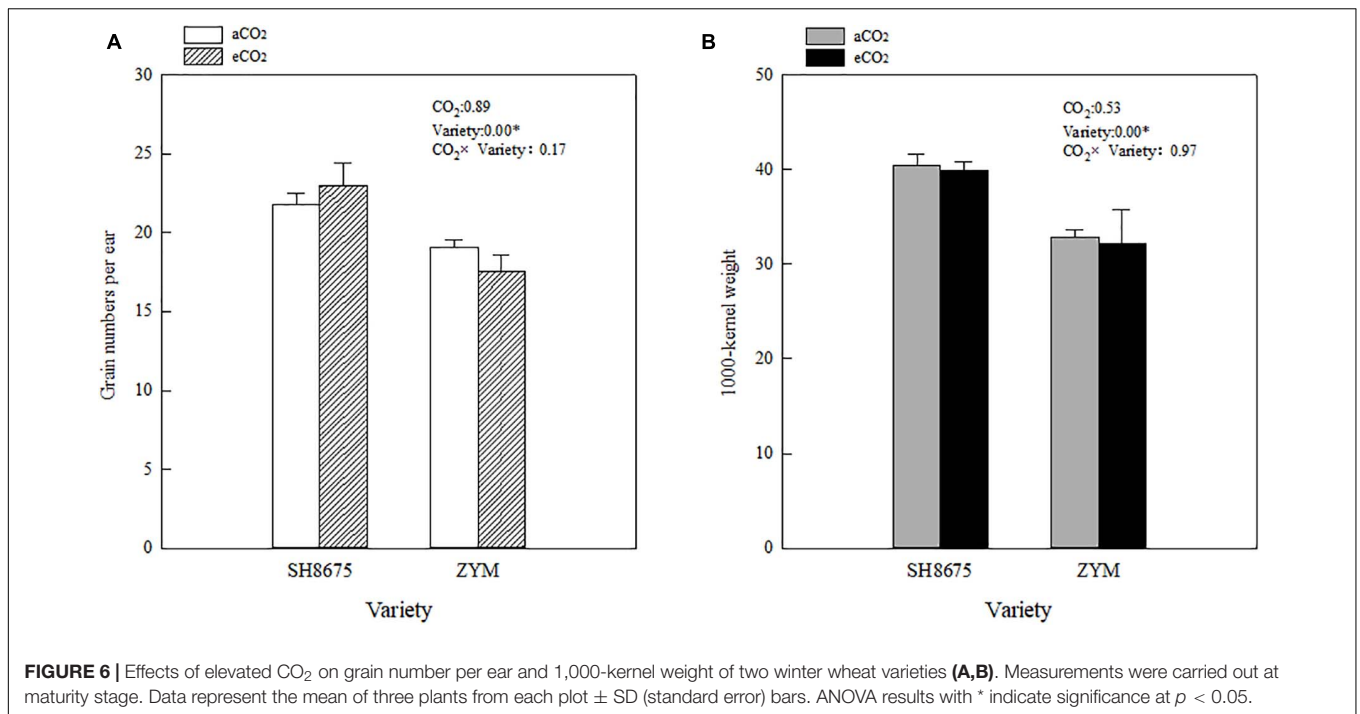 A
aCO₂
eCO₂
30
25
20
15
10
5
0
Grain numbers per ear
CO₂:0.89
Variety:0.00*
CO₂× Variety: 0.17
SH8675
ZYM
Variety
B
aCO₂
eCO₂
50
40
30
20
10
0
1000-kernel weight
CO₂:0.53
Variety:0.00*
CO₂× Variety: 0.97
SH8675
ZYM
Variety
FIGURE 6 | Effects of elevated CO₂ on grain number per ear and 1,000-kernel weight of two winter wheat varieties (A,B). Measurements were carried out at
maturity stage. Data represent the mean of three plants from each plot ± SD (standard error) bars. ANOVA results with * indicate significance at p < 0.05.